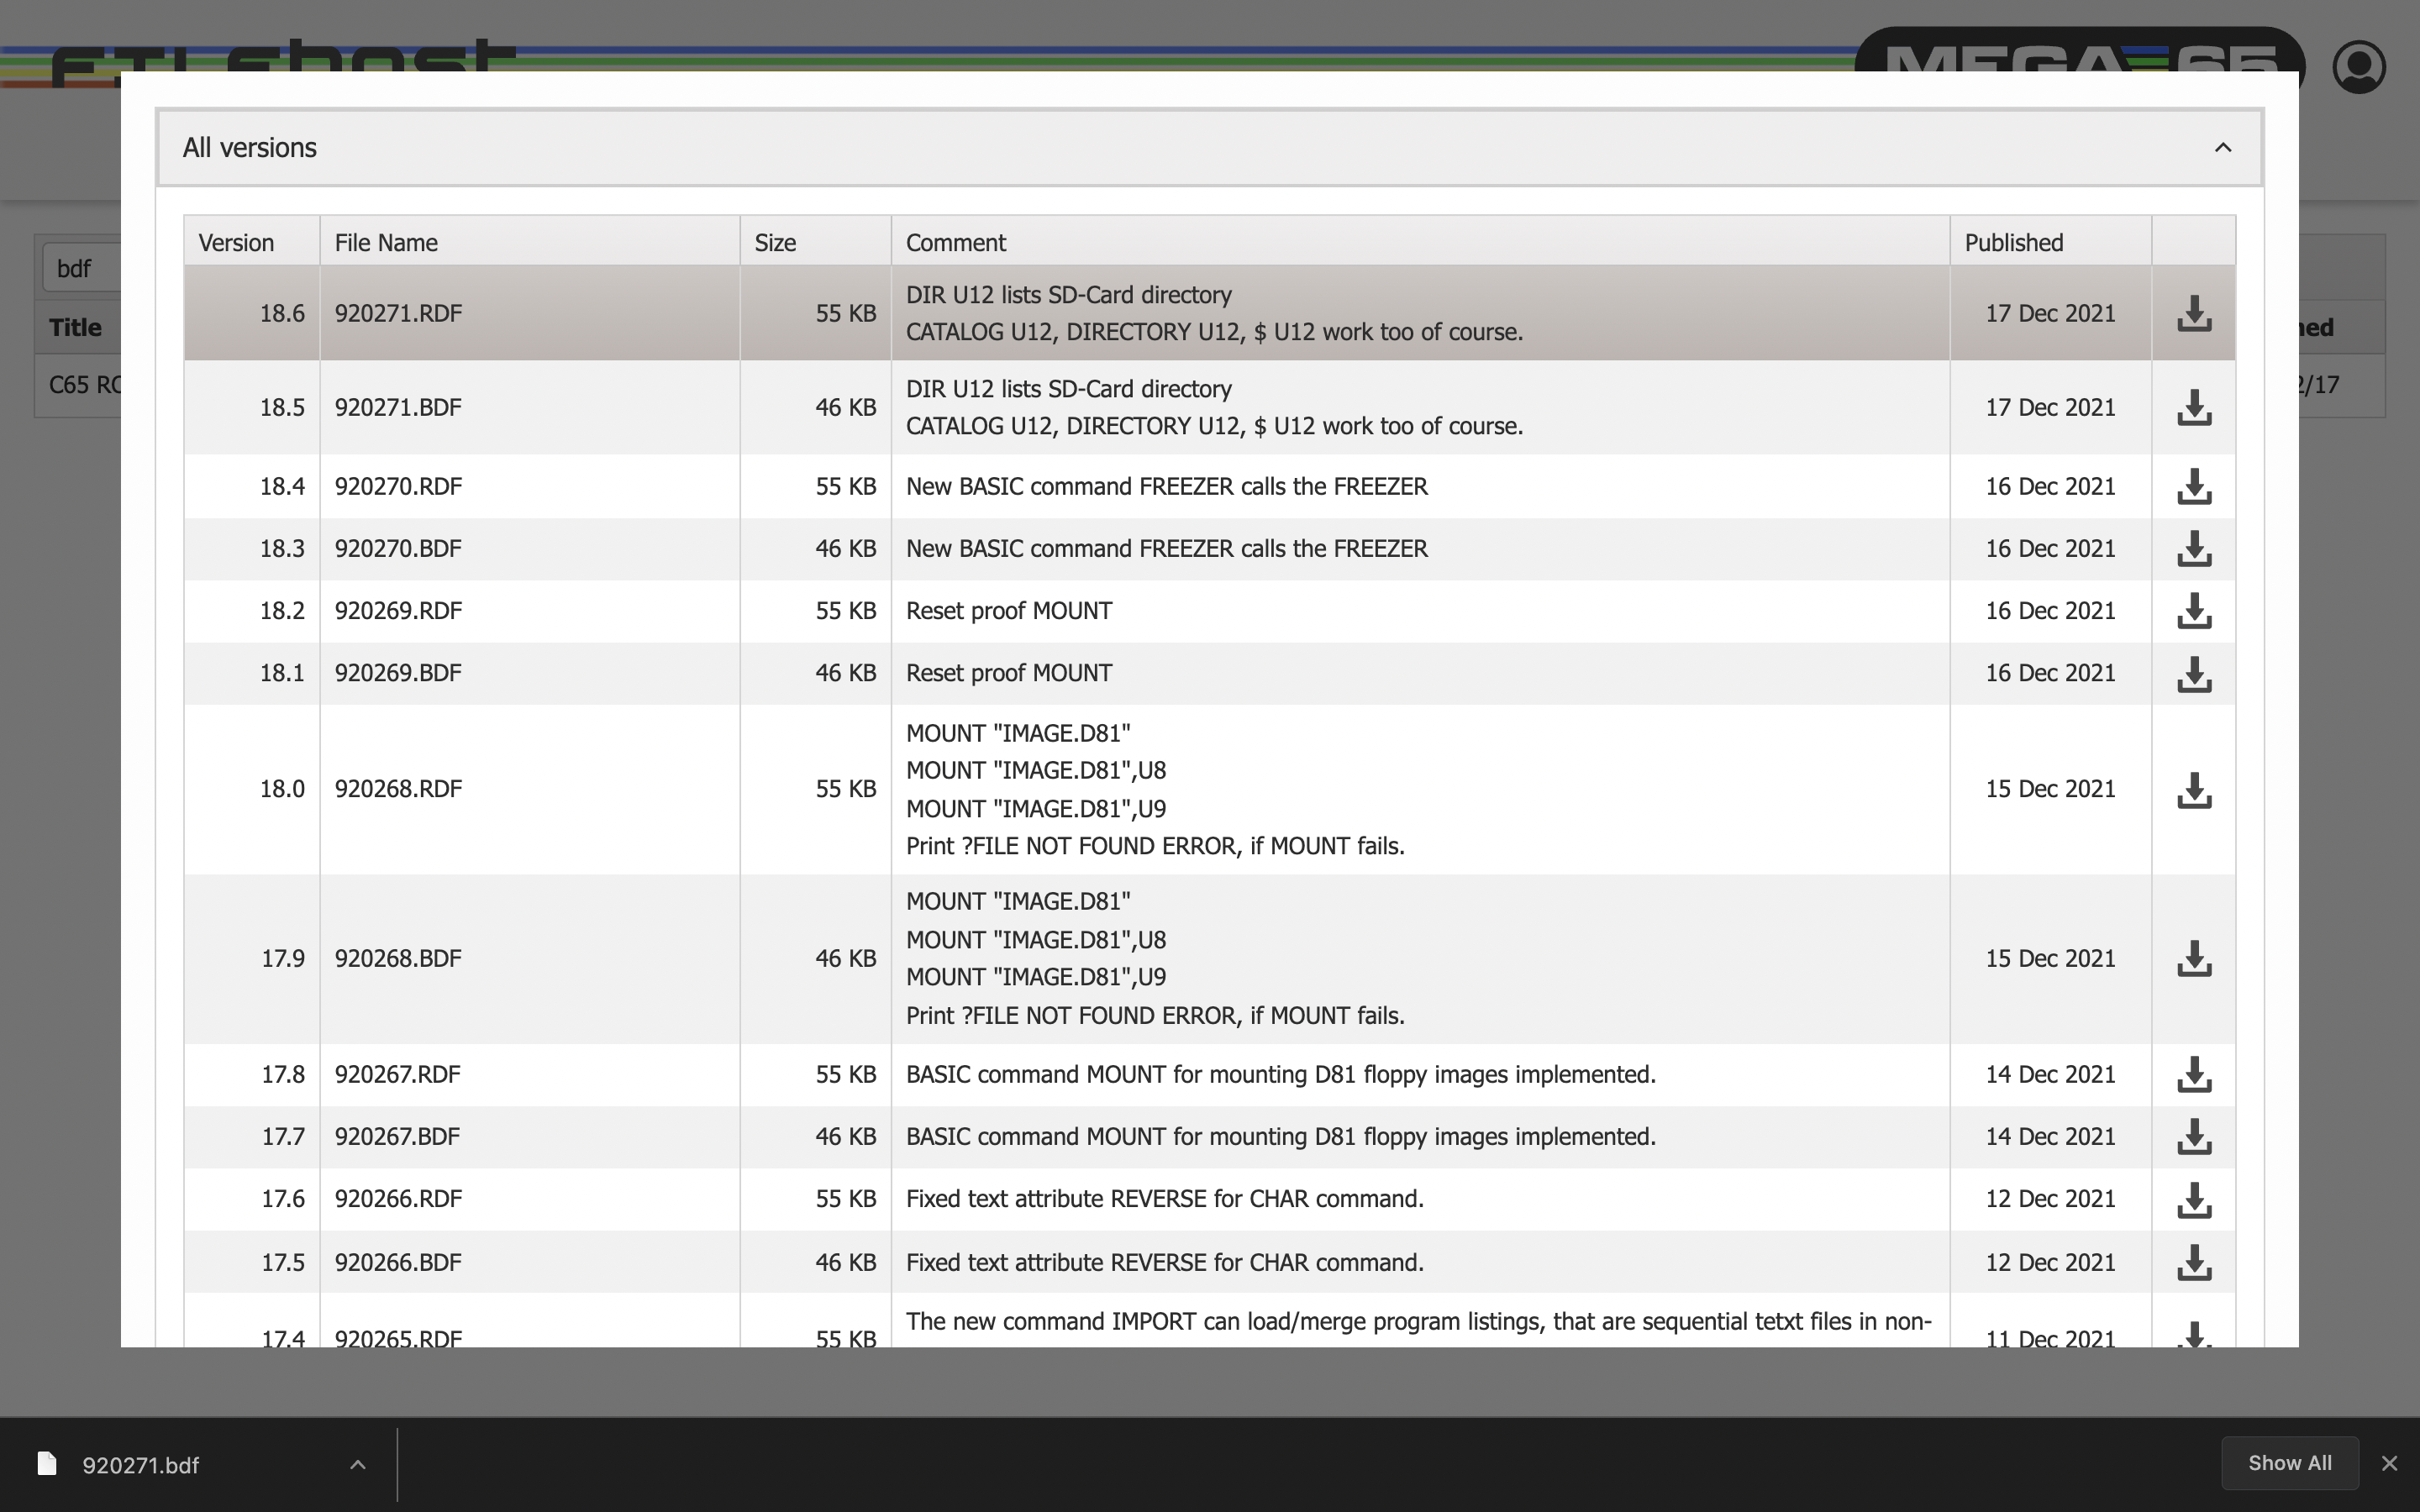 MEGA 65
All versions
bdf
Title
C65
2/17
Version File Name Size Comment Published
18.6 920271.RDF 55 KB DIR U12 lists SD-Card directory
CATALOG U12, DIRECTORY U12, $ U12 work too of course. 17 Dec 2021
18.5 920271.BDF 46 KB DIR U12 lists SD-Card directory
CATALOG U12, DIRECTORY U12, $ U12 work too of course. 17 Dec 2021
18.4 920270.RDF 55 KB New BASIC command FREEZER calls the FREEZER 16 Dec 2021
18.3 920270.BDF 46 KB New BASIC command FREEZER calls the FREEZER 16 Dec 2021
18.2 920269.RDF 55 KB Reset proof MOUNT 16 Dec 2021
18.1 920269.BDF 46 KB Reset proof MOUNT 16 Dec 2021
18.0 920268.RDF 55 KB MOUNT "IMAGE.D81"
MOUNT "IMAGE.D81",U8
MOUNT "IMAGE.D81",U9
Print ?FILE NOT FOUND ERROR, if MOUNT fails. 15 Dec 2021
17.9 920268.BDF 46 KB MOUNT "IMAGE.D81"
MOUNT "IMAGE.D81",U8
MOUNT "IMAGE.D81",U9
Print ?FILE NOT FOUND ERROR, if MOUNT fails. 15 Dec 2021
17.8 920267.RDF 55 KB BASIC command MOUNT for mounting D81 floppy images implemented. 14 Dec 2021
17.7 920267.BDF 46 KB BASIC command MOUNT for mounting D81 floppy images implemented. 14 Dec 2021
17.6 920266.RDF 55 KB Fixed text attribute REVERSE for CHAR command. 12 Dec 2021
17.5 920266.BDF 46 KB Fixed text attribute REVERSE for CHAR command. 12 Dec 2021
17.4 920265.RDF 55 KB The new command IMPORT can load/merge program listings, that are sequential tetxt files in non- 11 Dec 2021
920271.bdf
Show All